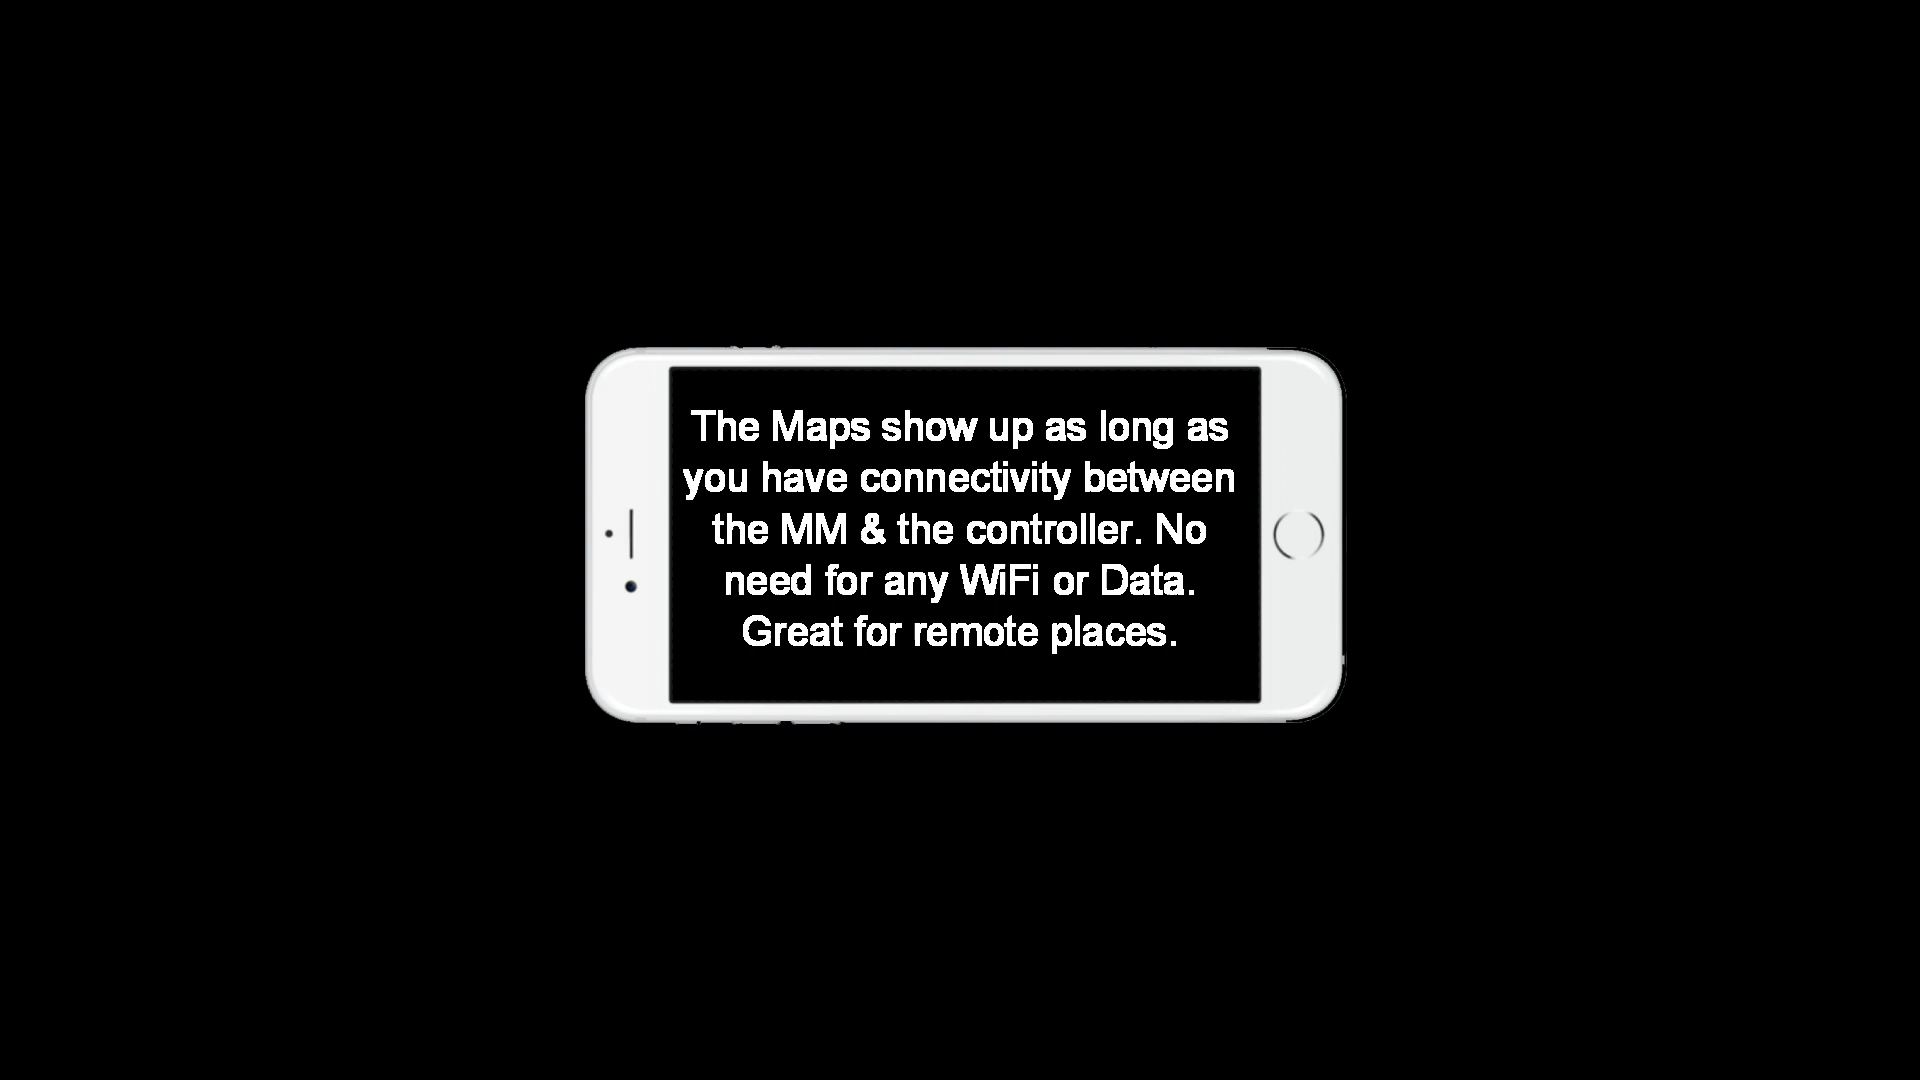 The Maps show up as long as
you have connectivity between
the MM & the controller. No
need for any WiFi or Data.
Great for remote places.